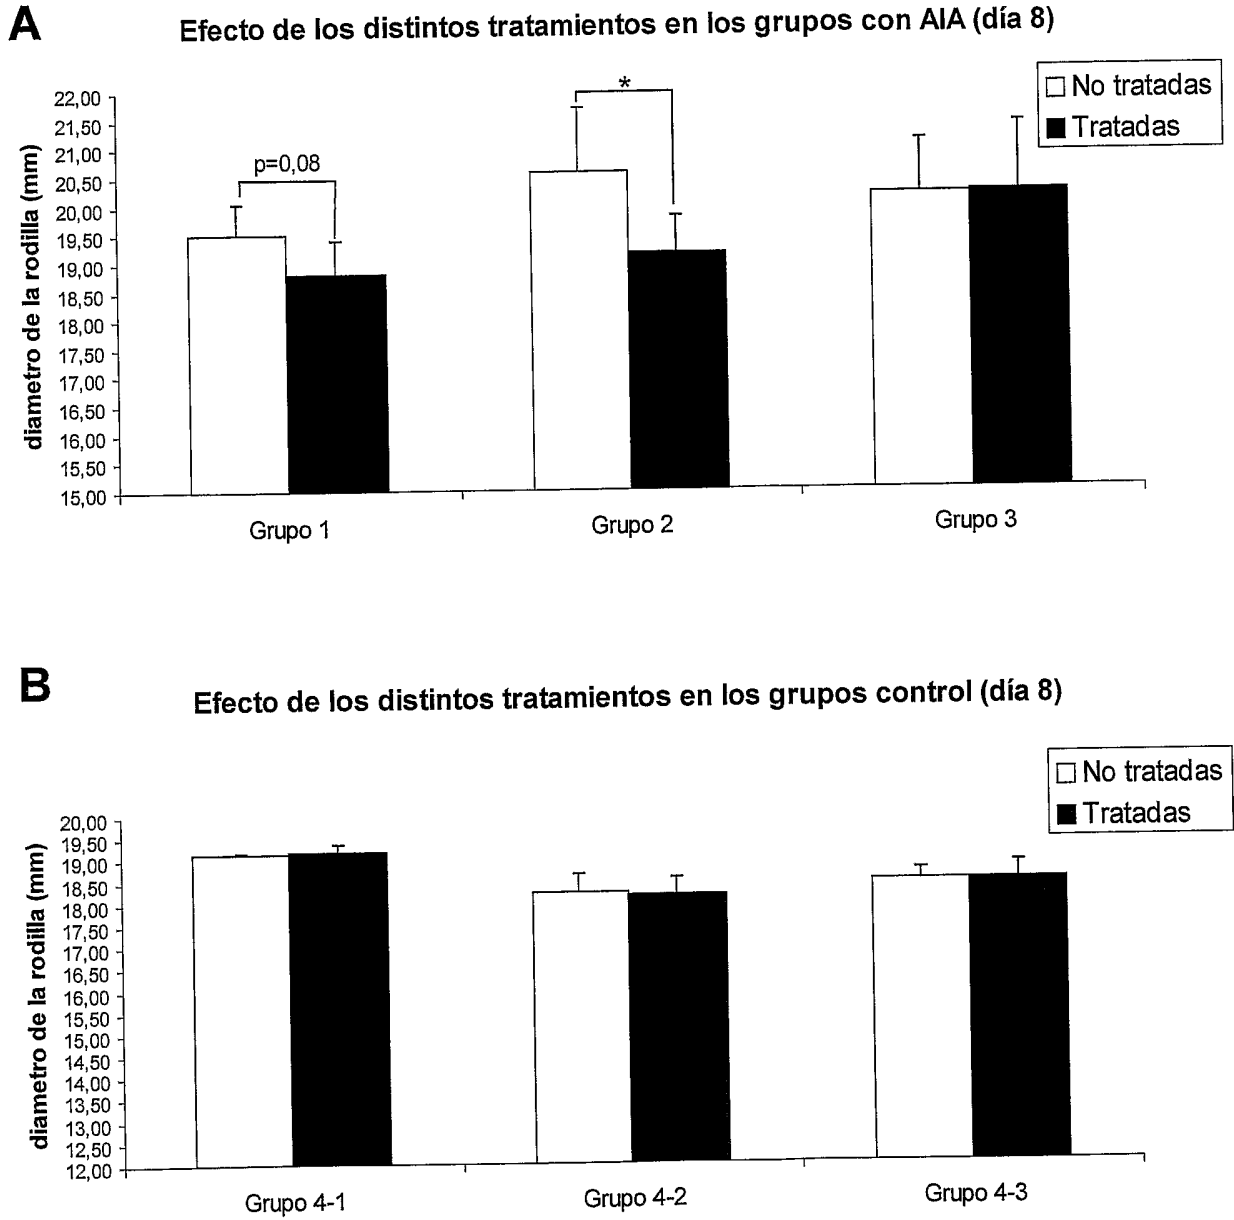 A
Efecto de los distintos tratamientos en los grupos con AIA (día 8)
No tratadas
Tratadas
diametro de la rodilla (mm)
22,00
21,50
21,00
20,50
20,00
19,50
19,00
18,50
18,00
17,50
17,00
16,50
16,00
15,50
15,00
p=0,08
*
Grupo 1
Grupo 2
Grupo 3
B
Efecto de los distintos tratamientos en los grupos control (día 8)
No tratadas
Tratadas
diametro de la rodilla (mm)
20,00
19,50
19,00
18,50
18,00
17,50
17,00
16,50
16,00
15,50
15,00
14,50
14,00
13,50
13,00
12,50
12,00
Grupo 4-1
Grupo 4-2
Grupo 4-3